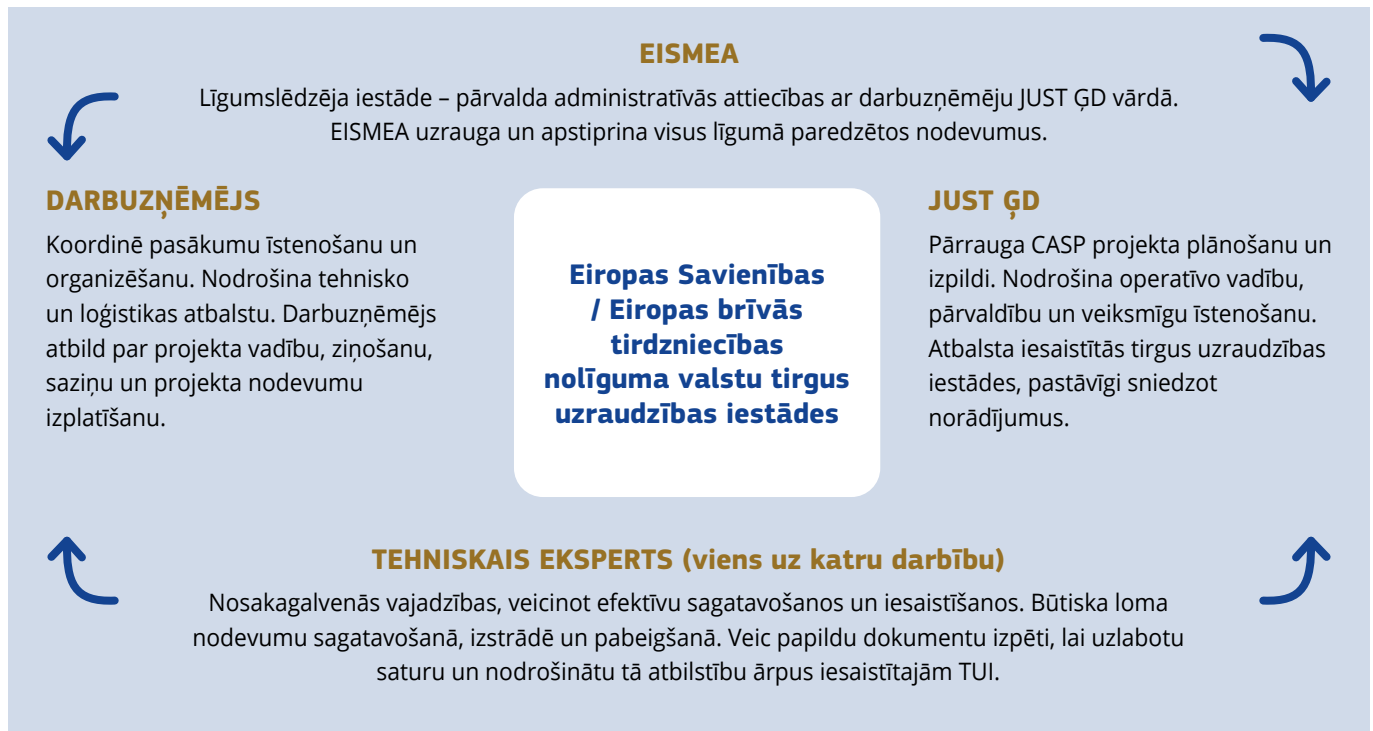 EISMEA
Līgumslēdzēja iestāde – pārvalda administratīvās attiecības ar darbuzņēmēju JUST ĢD vārdā.
EISMEA uzrauga un apstiprina visus līgumā paredzētos nodevumus.
DARBUZŅĒMĒJS
Koordinē pasākumu īstenošanu un
organizēšanu. Nodrošina tehnisko
un loģistikas atbalstu. Darbuzņēmējs
atbild par projekta vadību, ziņošanu,
saziņu un projekta nodevumu
izplatīšanu.
Eiropas Savienības
/ Eiropas brīvās
tirdzniecības
nolīguma valstu tirgus
uzraudzības iestādes
JUST ĢD
Pārrauga CASP projekta plānošanu un
izpildi. Nodrošina operatīvo vadību,
pārvaldību un veiksmīgu īstenošanu.
Atbalsta iesaistītās tirgus uzraudzības
iestādes, pastāvīgi sniedzot
norādījumus.
TEHNISKAIS EKSPERTS (viens uz katru darbību)
Nosakagalvenās vajadzības, veicinot efektīvu sagatavošanos un iesaistīšanos. Būtiska loma
nodevumu sagatavošanā, izstrādē un pabeigšanā. Veic papildu dokumentu izpēti, lai uzlabotu
saturu un nodrošinātu tā atbilstību ārpus iesaistītajām TUI.